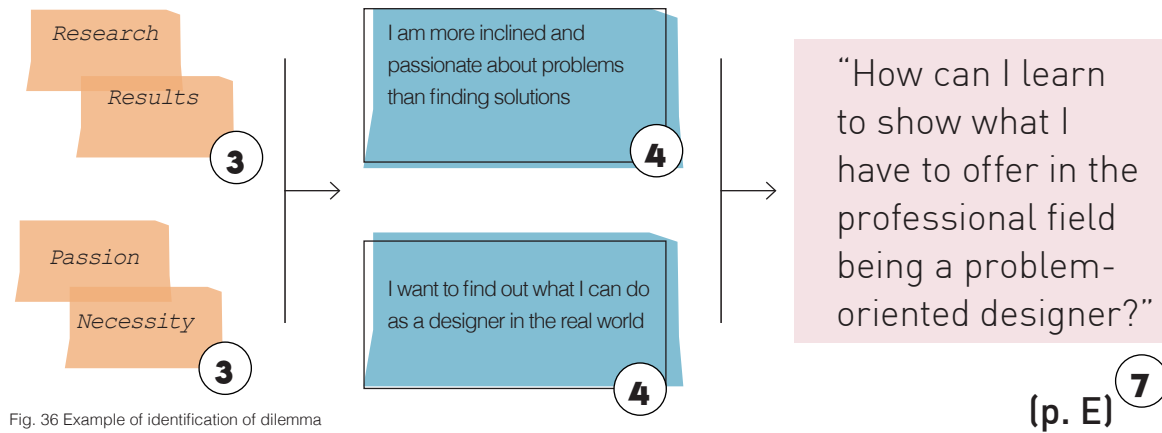 Research
Results
3
Passion
Necessity
3
I am more inclined and
passionate about problems
than finding solutions
4
I want to find out what I can do
as a designer in the real world
4
“How can I learn
to show what I
have to offer in the
professional field
being a problem-
oriented designer?”
7
(p. E)
Fig. 36 Example of identification of dilemma